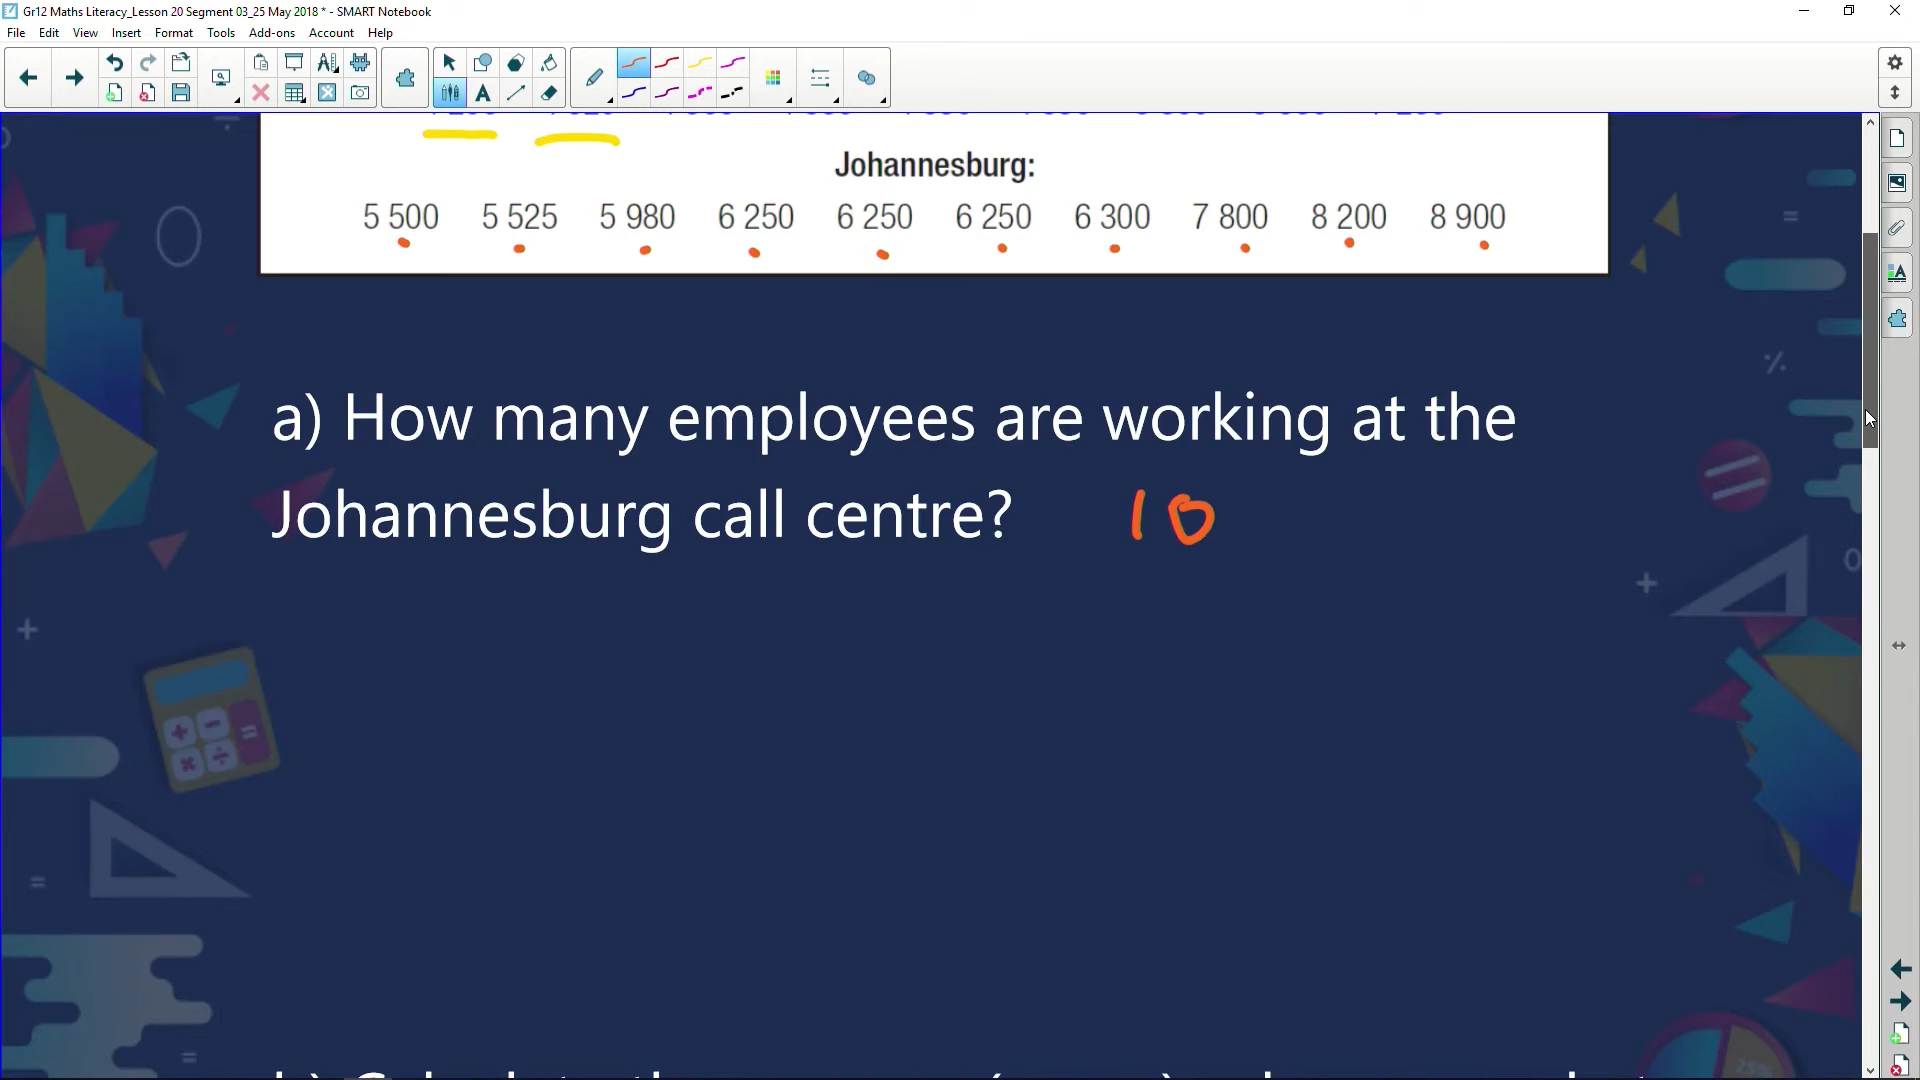 Gr12 Maths Literacy_Lesson 20 Segment 03_25 May 2018 * - SMART Notebook
File Edit View Insert Format Tools Add-ons Account Help
Johannesburg:
5 500 5 525 5 980 6 250 6 250 6 250 6 300 7 800 8 200 8 900
a) How many employees are working at the
Johannesburg call centre? 10
25%